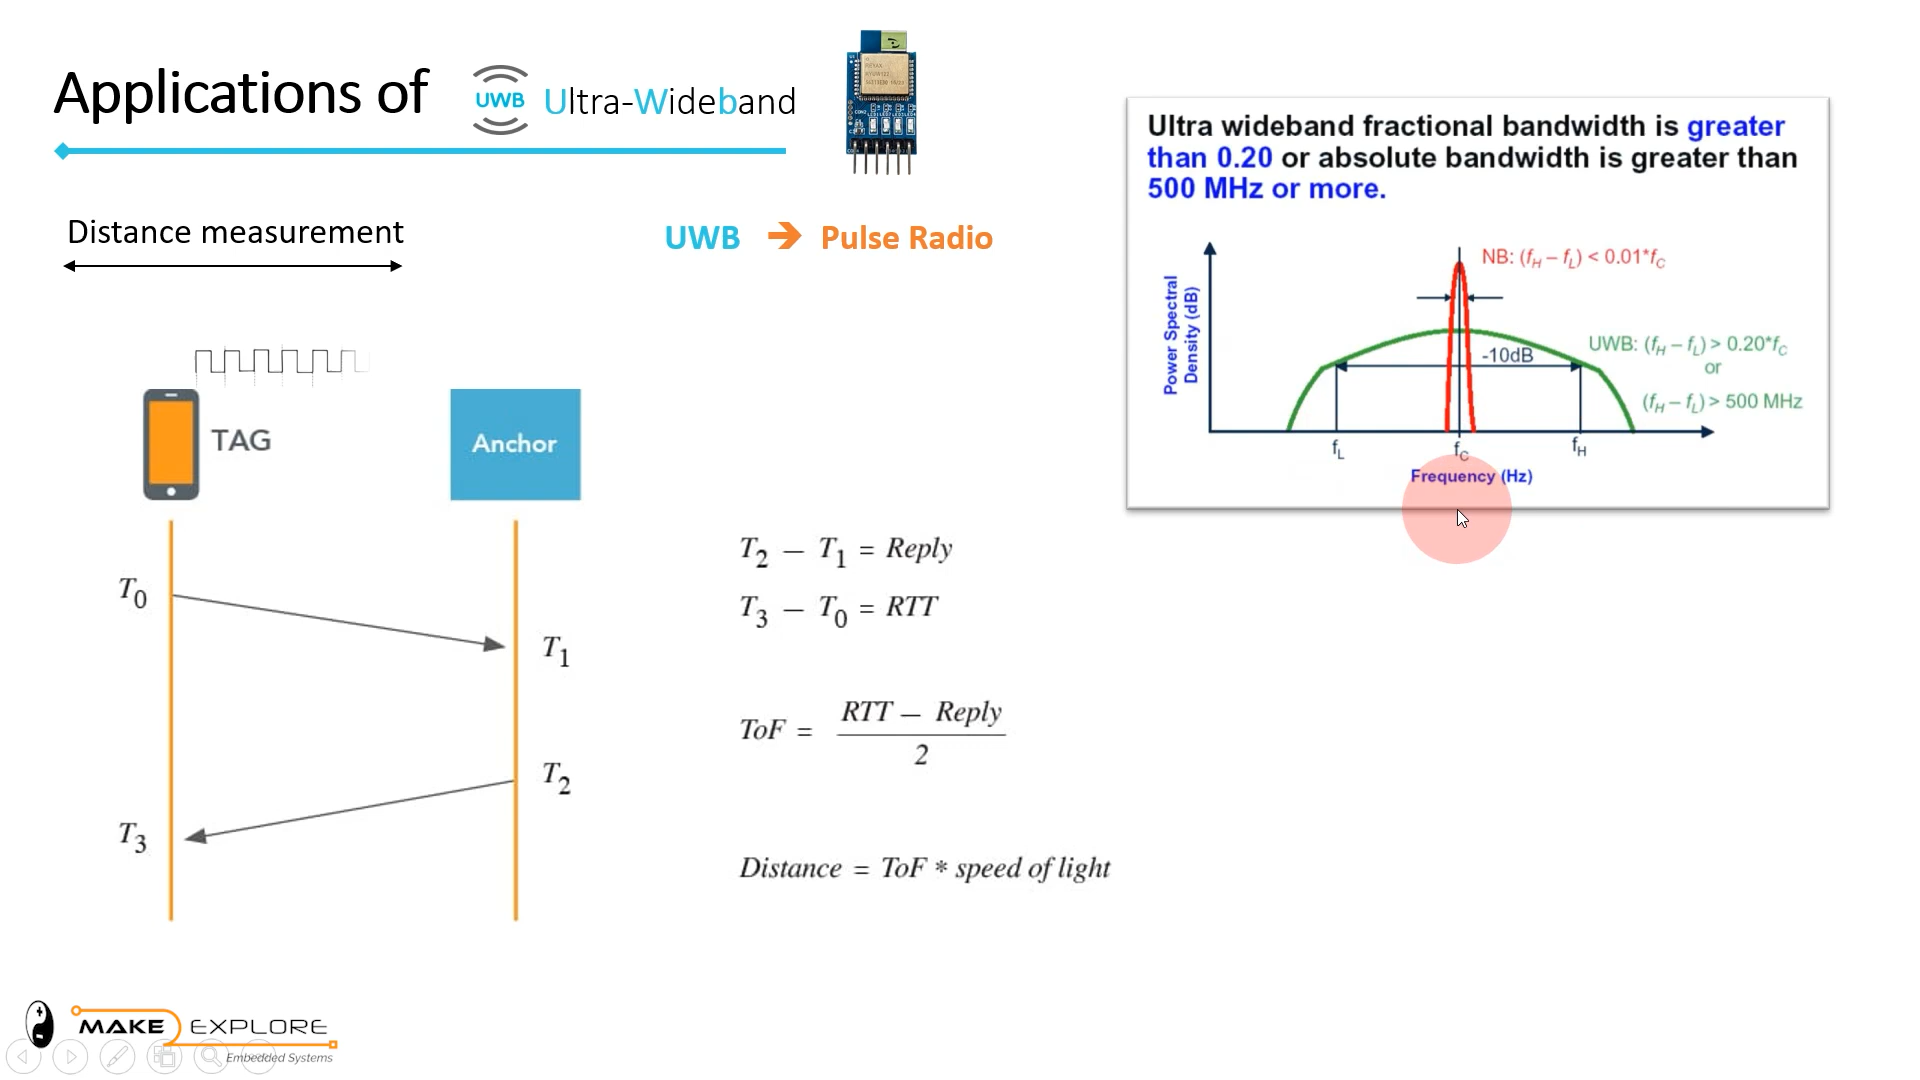 Applications of
UWB
Ultra-Wideband
Ultra wideband fractional bandwidth is greater
than 0.20 or absolute bandwidth is greater than
500 MHz or more.
Distance measurement
UWB ➔ Pulse Radio
NB: (fH – fL) < 0.01*fC
Power Spectral
Density (dB)
UWB: (fH – fL) > 0.20*fC
or
(fH – fL) > 500 MHz
-10dB
fL
fC
fH
Frequency (Hz)
TAG
Anchor
T0
T1
T2
T3
T2 – T1 = Reply
T3 – T0 = RTT
ToF = RTT – Reply
2
Distance = ToF * speed of light
MAKE EXPLORE
Embedded Systems